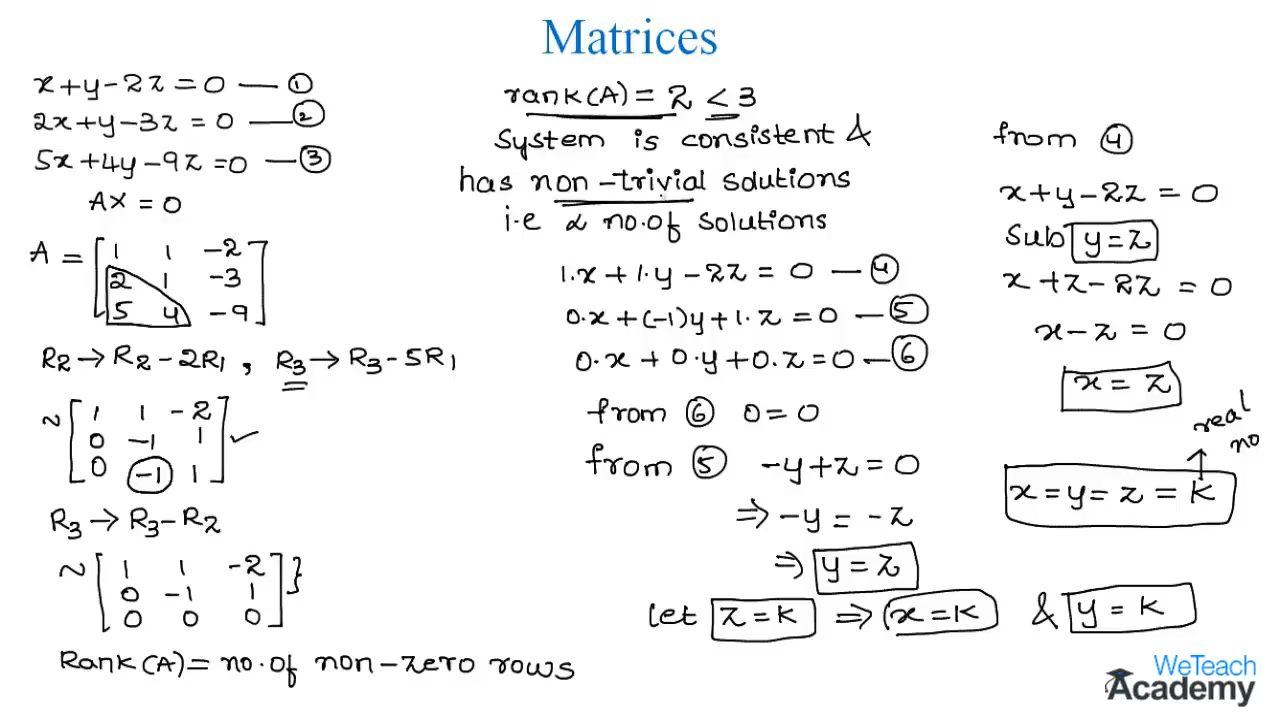 Matrices
x+y-2z=0 — ①
2x+y-3z=0 — ②
5x+4y-9z=0 — ③
AX=0
A = [1 1 -2
2 1 -3
5 4 -9]
R2→R2-2R1, R3→R3-5R1
~ [1 1 -2
0 -1 1
0 -1 1] ✓
R3→R3-R2
~ [1 1 -2
0 -1 1
0 0 0] }
Rank(A)= no.of non-zero rows
rank(A)= 2 < 3
System is consistent &
has non-trivial solutions
i.e ∝ no.of solutions
1.x+1.y-2z=0 — ④
0.x+(-1)y+1.z=0 — ⑤
0.x+0.y+0.z=0 — ⑥
from ⑥ 0=0
from ⑤ -y+z=0
⇒ -y=-z
⇒ y=z
let z=k ⇒ x=k & y=k
from ④
x+y-2z=0
Sub y=z
x+z-2z=0
x-z=0
x=z
real
no
x=y=z=k
WeTeach
Academy